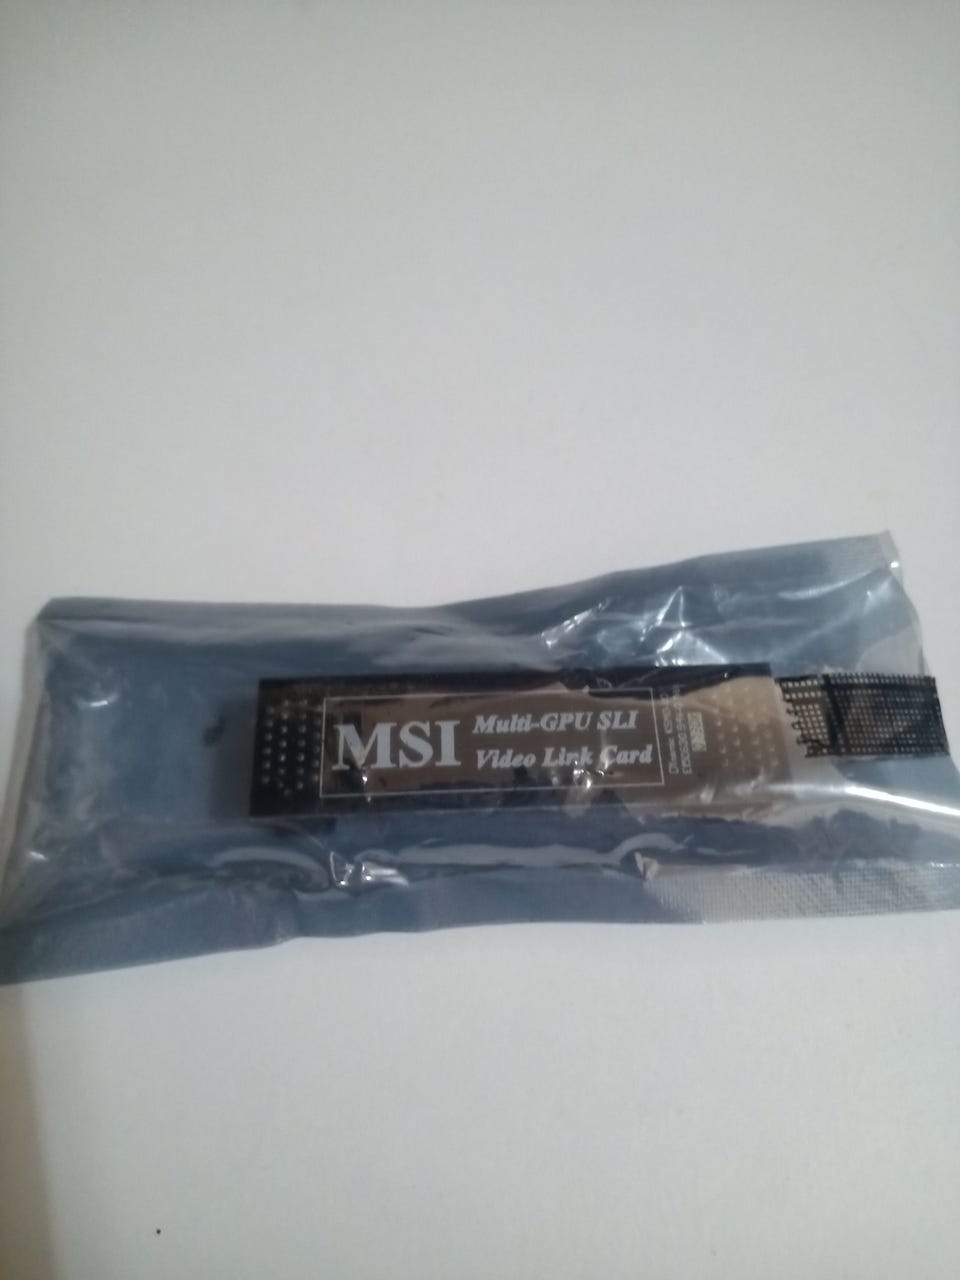 MSI
Multi-GPU SLI
Video Link Card